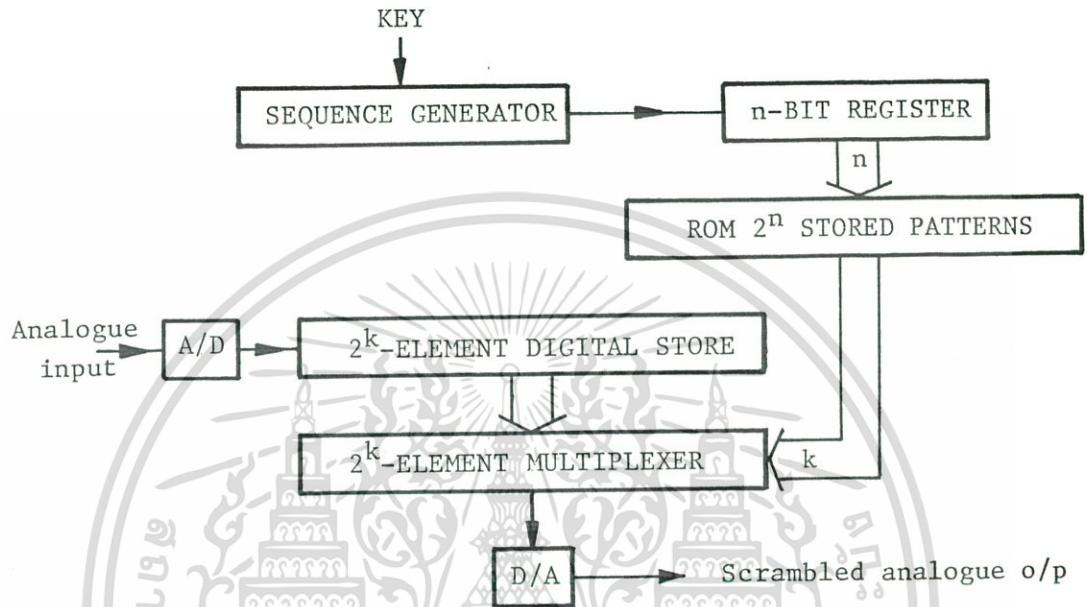 KEY
SEQUENCE GENERATOR
n-BIT REGISTER
n
ROM 2ⁿ STORED PATTERNS
Analogue
input
A/D
2ᵏ-ELEMENT DIGITAL STORE
2ᵏ-ELEMENT MULTIPLEXER
k
D/A
Scrambled analogue o/p